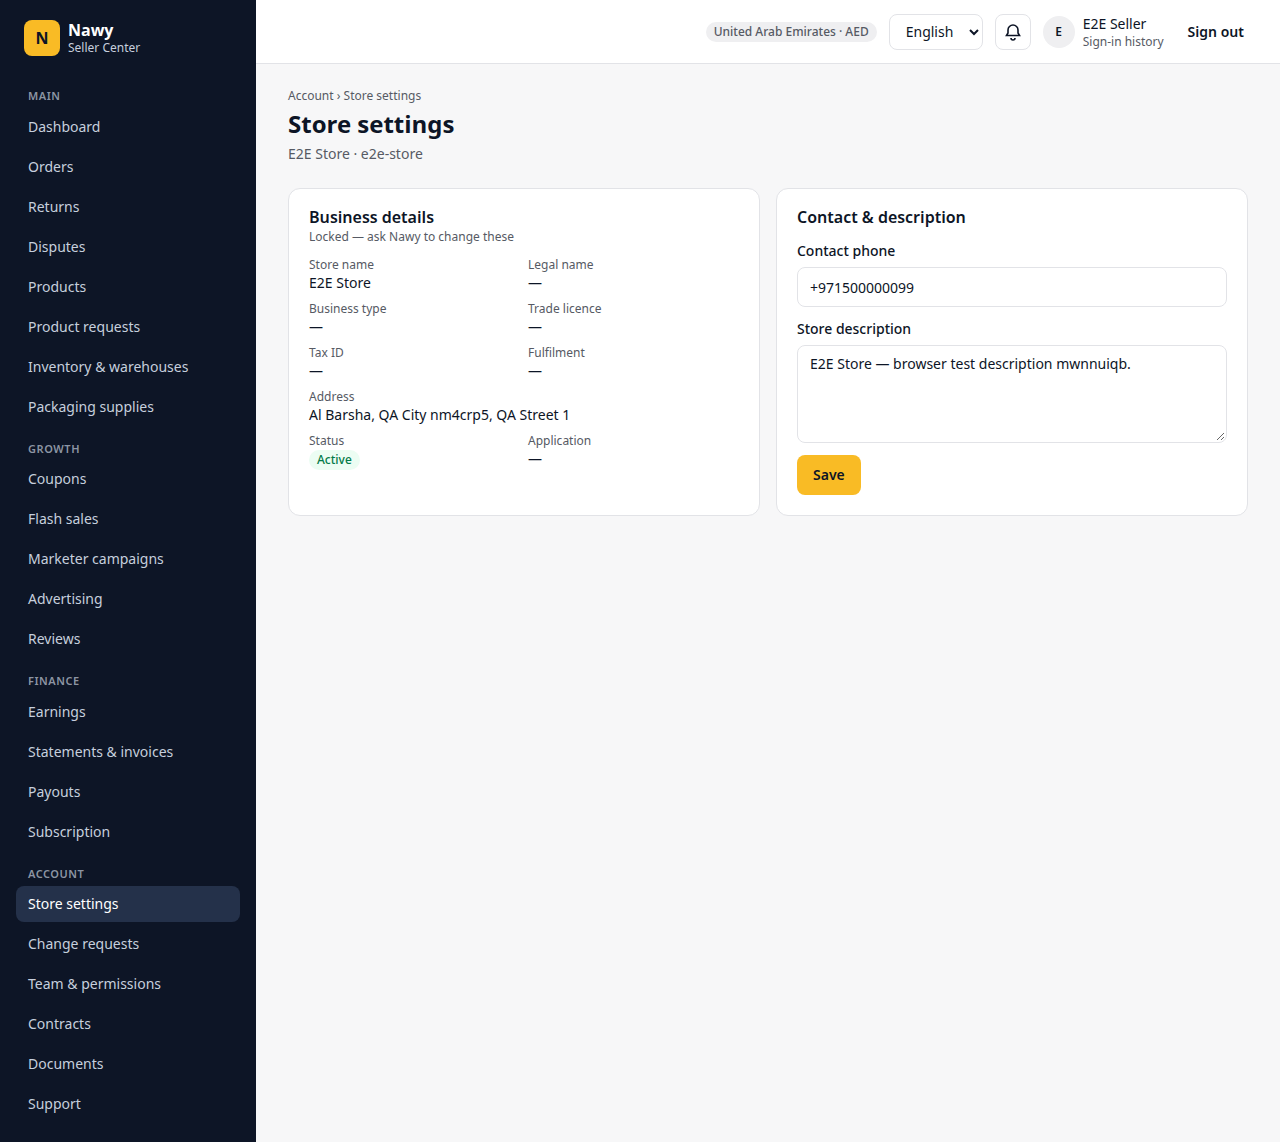 N
Nawy
Seller Center
MAIN
Dashboard
Orders
Returns
Disputes
Products
Product requests
Inventory & warehouses
Packaging supplies
GROWTH
Coupons
Flash sales
Marketer campaigns
Advertising
Reviews
FINANCE
Earnings
Statements & invoices
Payouts
Subscription
ACCOUNT
Store settings
Change requests
Team & permissions
Contracts
Documents
Support
United Arab Emirates · AED
English
E
E2E Seller
Sign-in history
Sign out
Account › Store settings
Store settings
E2E Store · e2e-store
Business details
Locked — ask Nawy to change these
Store name
E2E Store
Legal name
—
Business type
—
Trade licence
—
Tax ID
—
Fulfilment
—
Address
Al Barsha, QA City nm4crp5, QA Street 1
Status
Active
Application
—
Contact & description
Contact phone
+971500000099
Store description
E2E Store — browser test description mwnnuiqb.
Save